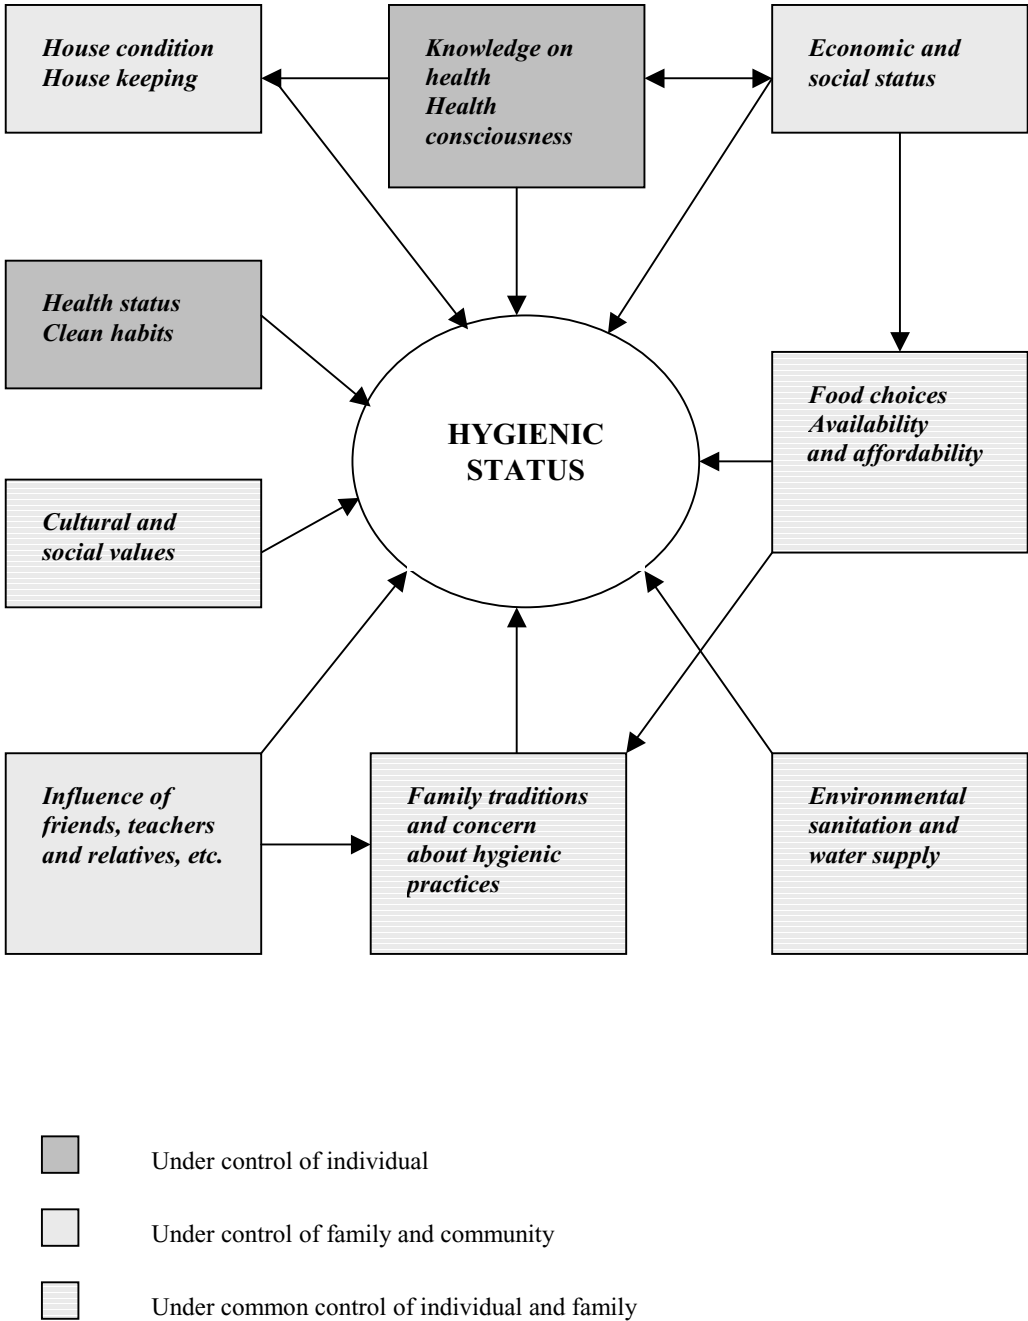 House condition
House keeping
Knowledge on
health
Health
consciousness
Economic and
social status
Health status
Clean habits
HYGIENIC
STATUS
Food choices
Availability
and affordability
Cultural and
social values
Influence of
friends, teachers
and relatives, etc.
Family traditions
and concern
about hygienic
practices
Environmental
sanitation and
water supply
Under control of individual
Under control of family and community
Under common control of individual and family